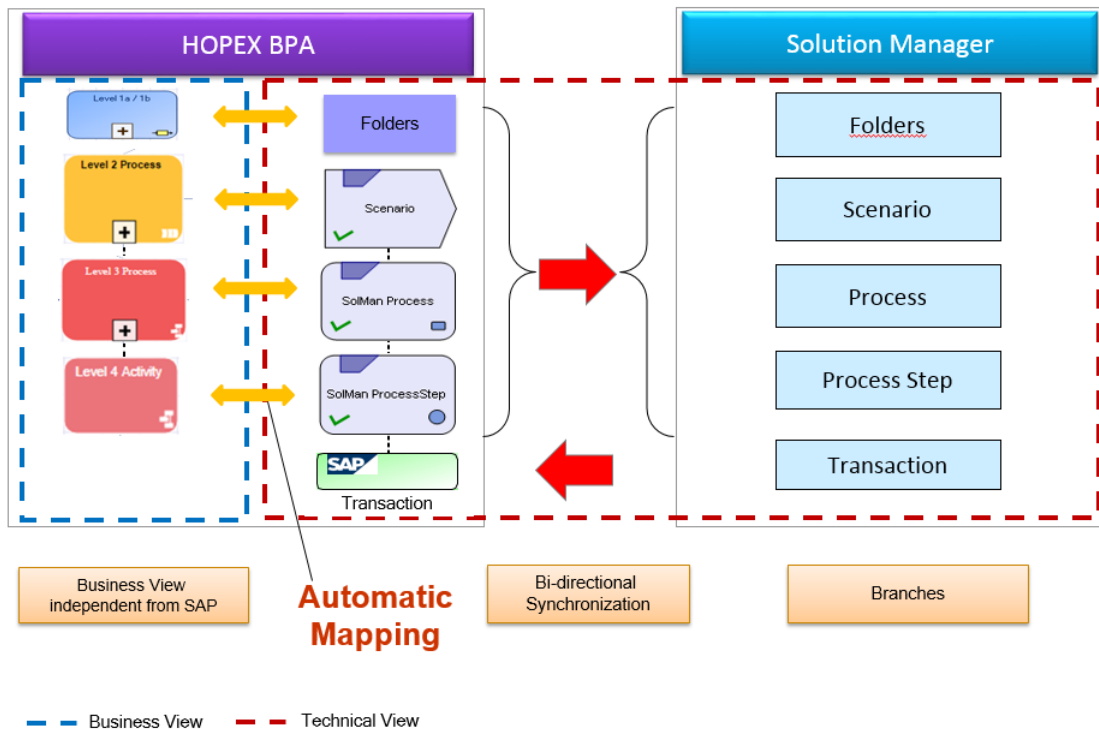 HOPEX BPA
Solution Manager
Level 1a / 1b
Folders
Folders
Level 2 Process
Scenario
Scenario
Level 3 Process
SolMan Process
Process
Level 4 Activity
SolMan ProcessStep
Process Step
SAP
Transaction
Transaction
Business View
independent from SAP
Automatic
Mapping
Bi-directional
Synchronization
Branches
Business View
Technical View